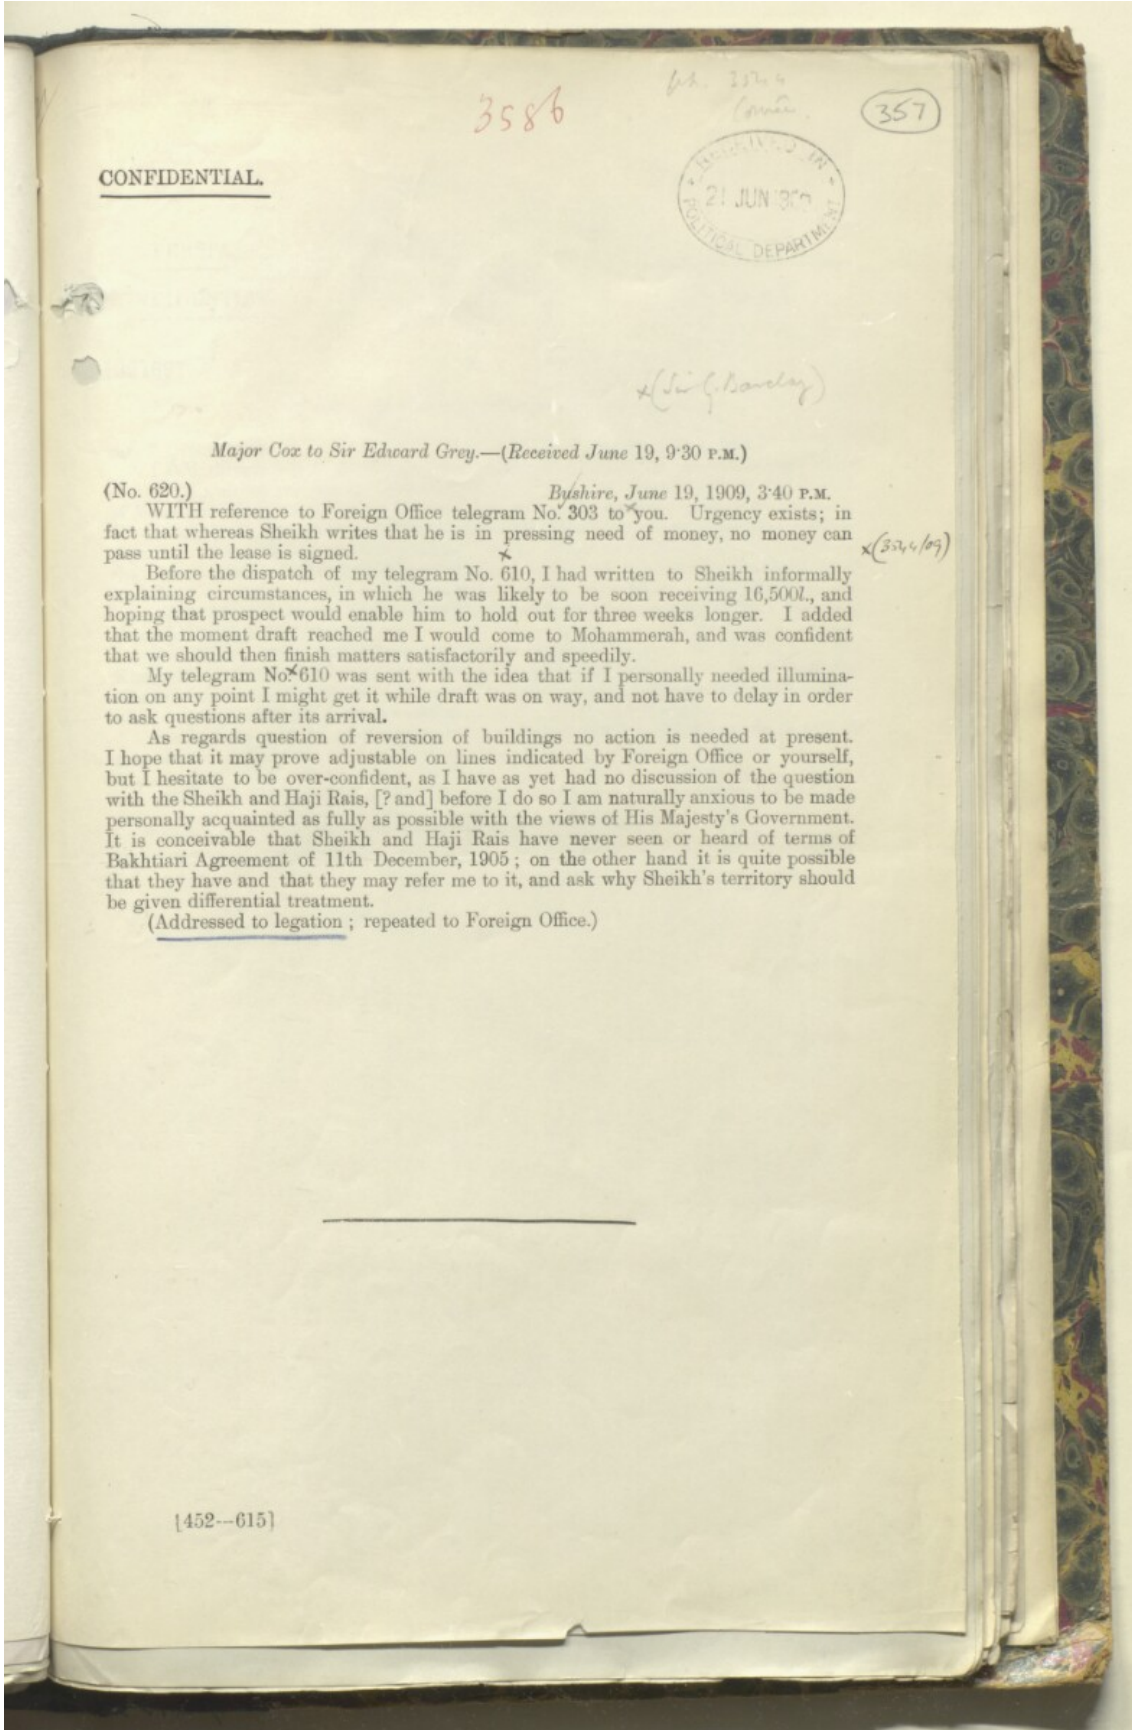 3586
357
CONFIDENTIAL.
RECEIVED IN
21 JUN
POLITICAL DEPARTMENT
x(Sir G. Barclay)
Major Cox to Sir Edward Grey.—(Received June 19, 9·30 P.M.)
(No. 620.) Bushire, June 19, 1909, 3·40 P.M.
WITH reference to Foreign Office telegram No. 303 to you. Urgency exists; in
fact that whereas Sheikh writes that he is in pressing need of money, no money can
pass until the lease is signed.
x(3544/09)
Before the dispatch of my telegram No. 610, I had written to Sheikh informally
explaining circumstances, in which he was likely to be soon receiving 16,500l., and
hoping that prospect would enable him to hold out for three weeks longer. I added
that the moment draft reached me I would come to Mohammerah, and was confident
that we should then finish matters satisfactorily and speedily.
My telegram No. 610 was sent with the idea that if I personally needed illumina-
tion on any point I might get it while draft was on way, and not have to delay in order
to ask questions after its arrival.
As regards question of reversion of buildings no action is needed at present.
I hope that it may prove adjustable on lines indicated by Foreign Office or yourself,
but I hesitate to be over-confident, as I have as yet had no discussion of the question
with the Sheikh and Haji Rais, [? and] before I do so I am naturally anxious to be made
personally acquainted as fully as possible with the views of His Majesty's Government.
It is conceivable that Sheikh and Haji Rais have never seen or heard of terms of
Bakhtiari Agreement of 11th December, 1905; on the other hand it is quite possible
that they have and that they may refer me to it, and ask why Sheikh's territory should
be given differential treatment.
(Addressed to legation; repeated to Foreign Office.)
[452—615]